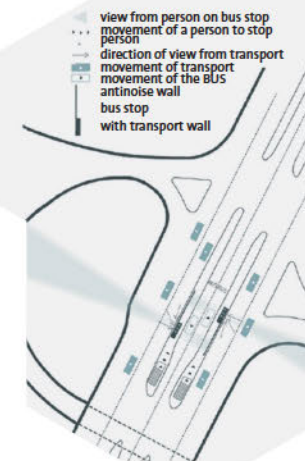 view from person on bus stop
movement of a person to stop
person
direction of view from transport
movement of transport
movement of the BUS
antinoise wall
bus stop
with transport wall